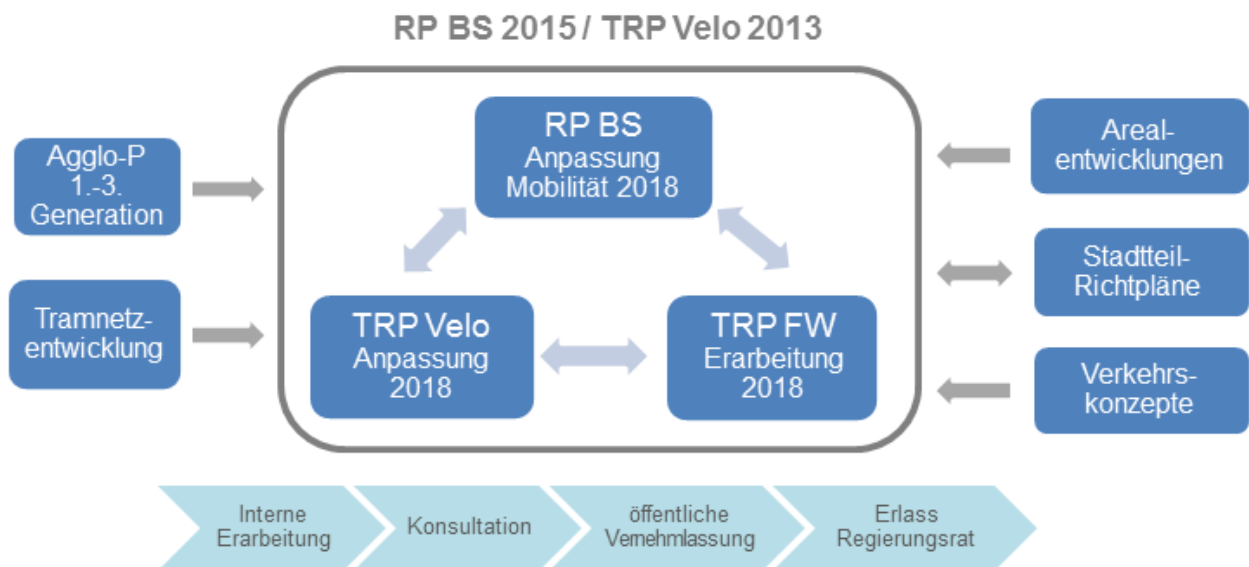 RP BS 2015 / TRP Velo 2013
Agglo-P
1.-3.
Generation
Tramnetz-
entwicklung
RP BS
Anpassung
Mobilität 2018
TRP Velo
Anpassung
2018
TRP FW
Erarbeitung
2018
Areal-
entwicklungen
Stadtteil-
Richtpläne
Verkehrs-
konzepte
Interne
Erarbeitung
Konsultation
öffentliche
Vernehmlassung
Erlass
Regierungsrat